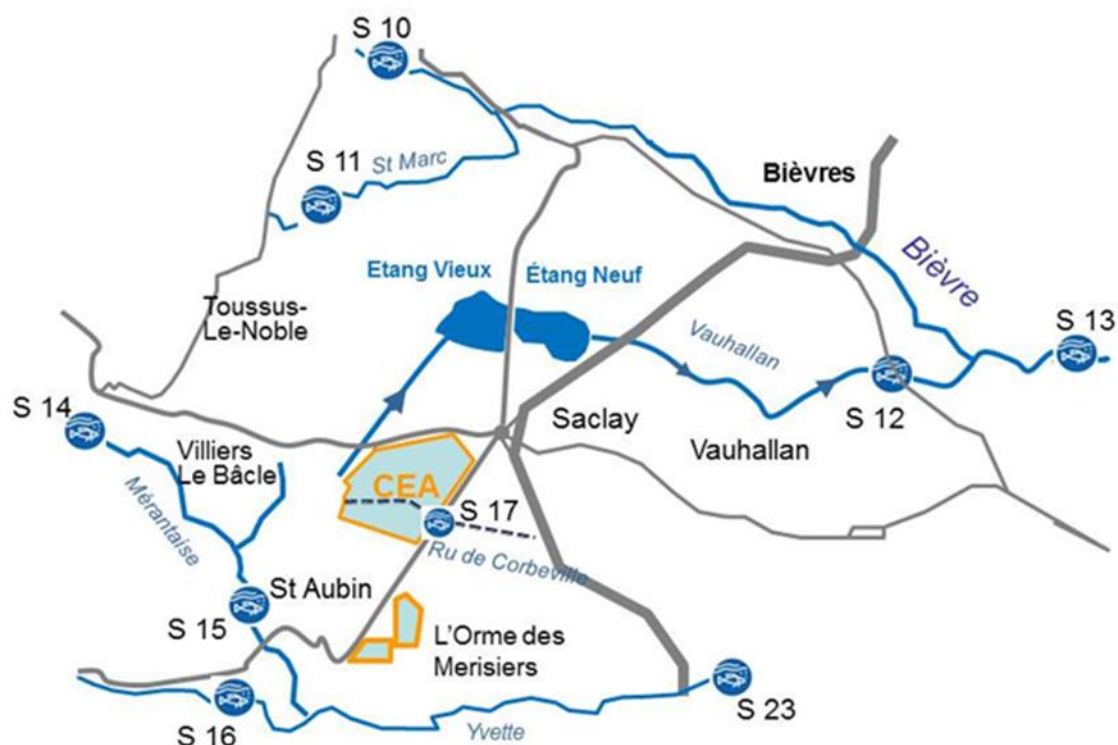 S 10
S 11
St Marc
Bièvres
Bièvre
Etang Vieux
Étang Neuf
Toussus-
Le-Noble
Vauhallan
S 13
S 14
S 12
Saclay
Villiers
Le Bâcle
Vauhallan
CEA
S 17
Mérantaise
Ru de Corbeville
St Aubin
S 15
L'Orme des
Merisiers
S 16
S 23
Yvette